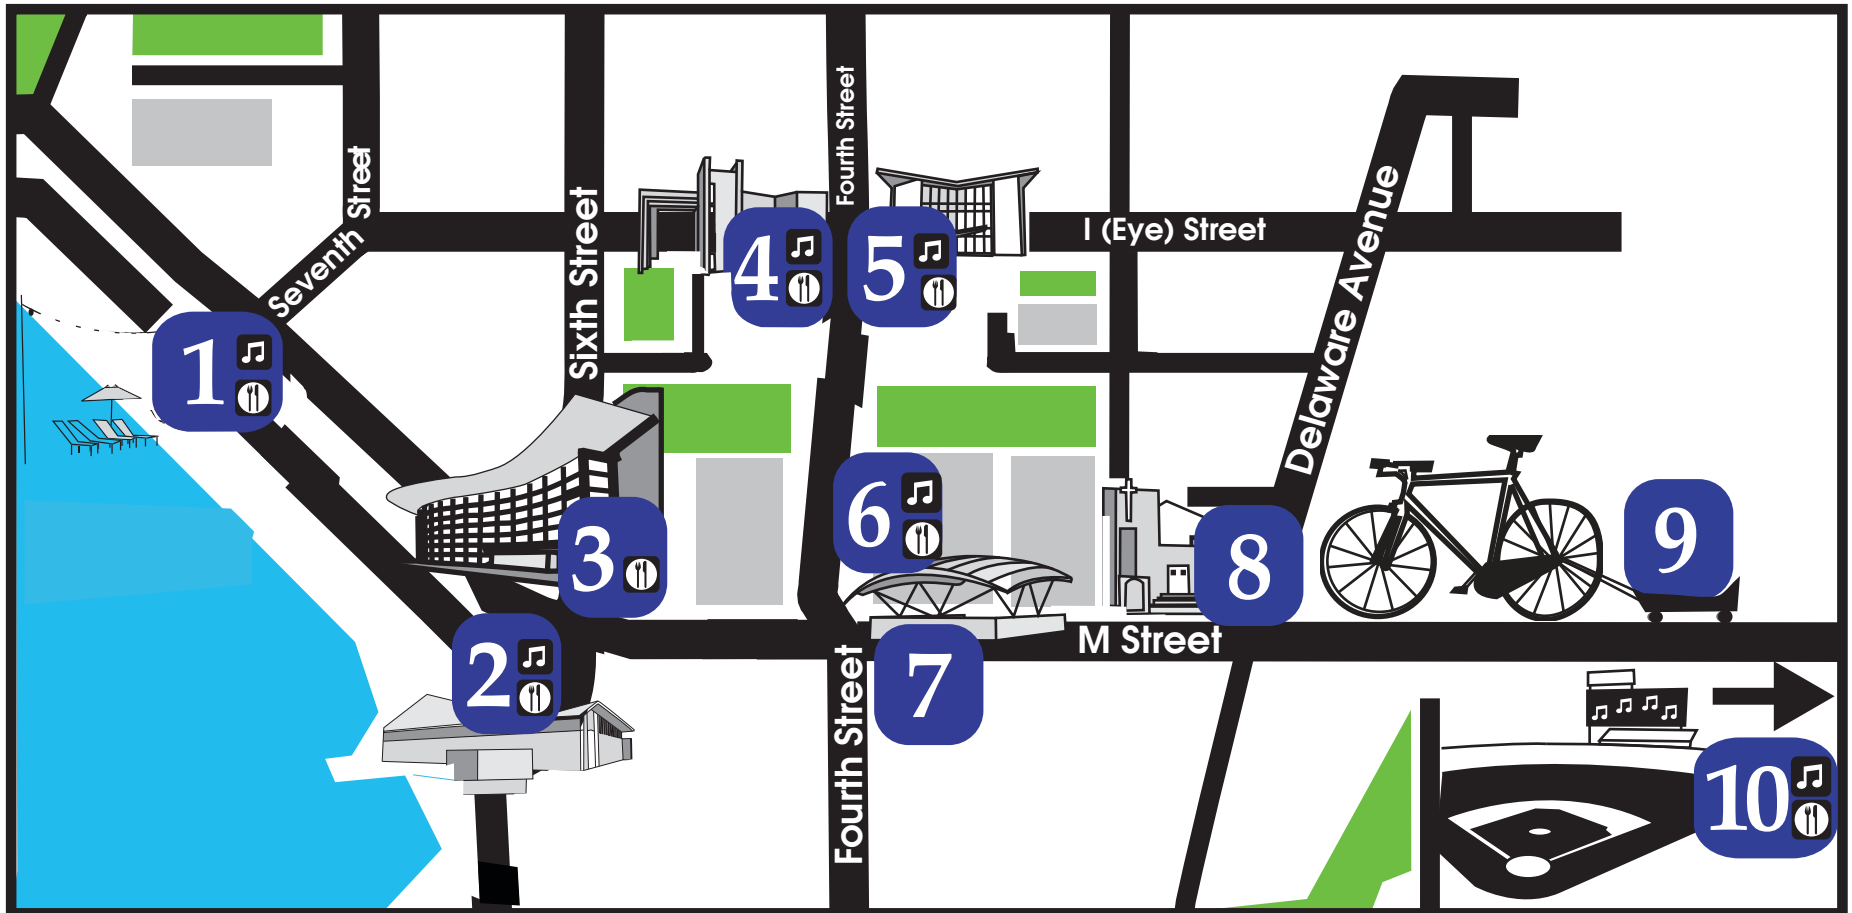 Fourth Street
Seventh Street
Sixth Street
I (Eye) Street
Delaware Avenue
4
5
1
6
3
8
9
2
7
M Street
Fourth Street
10